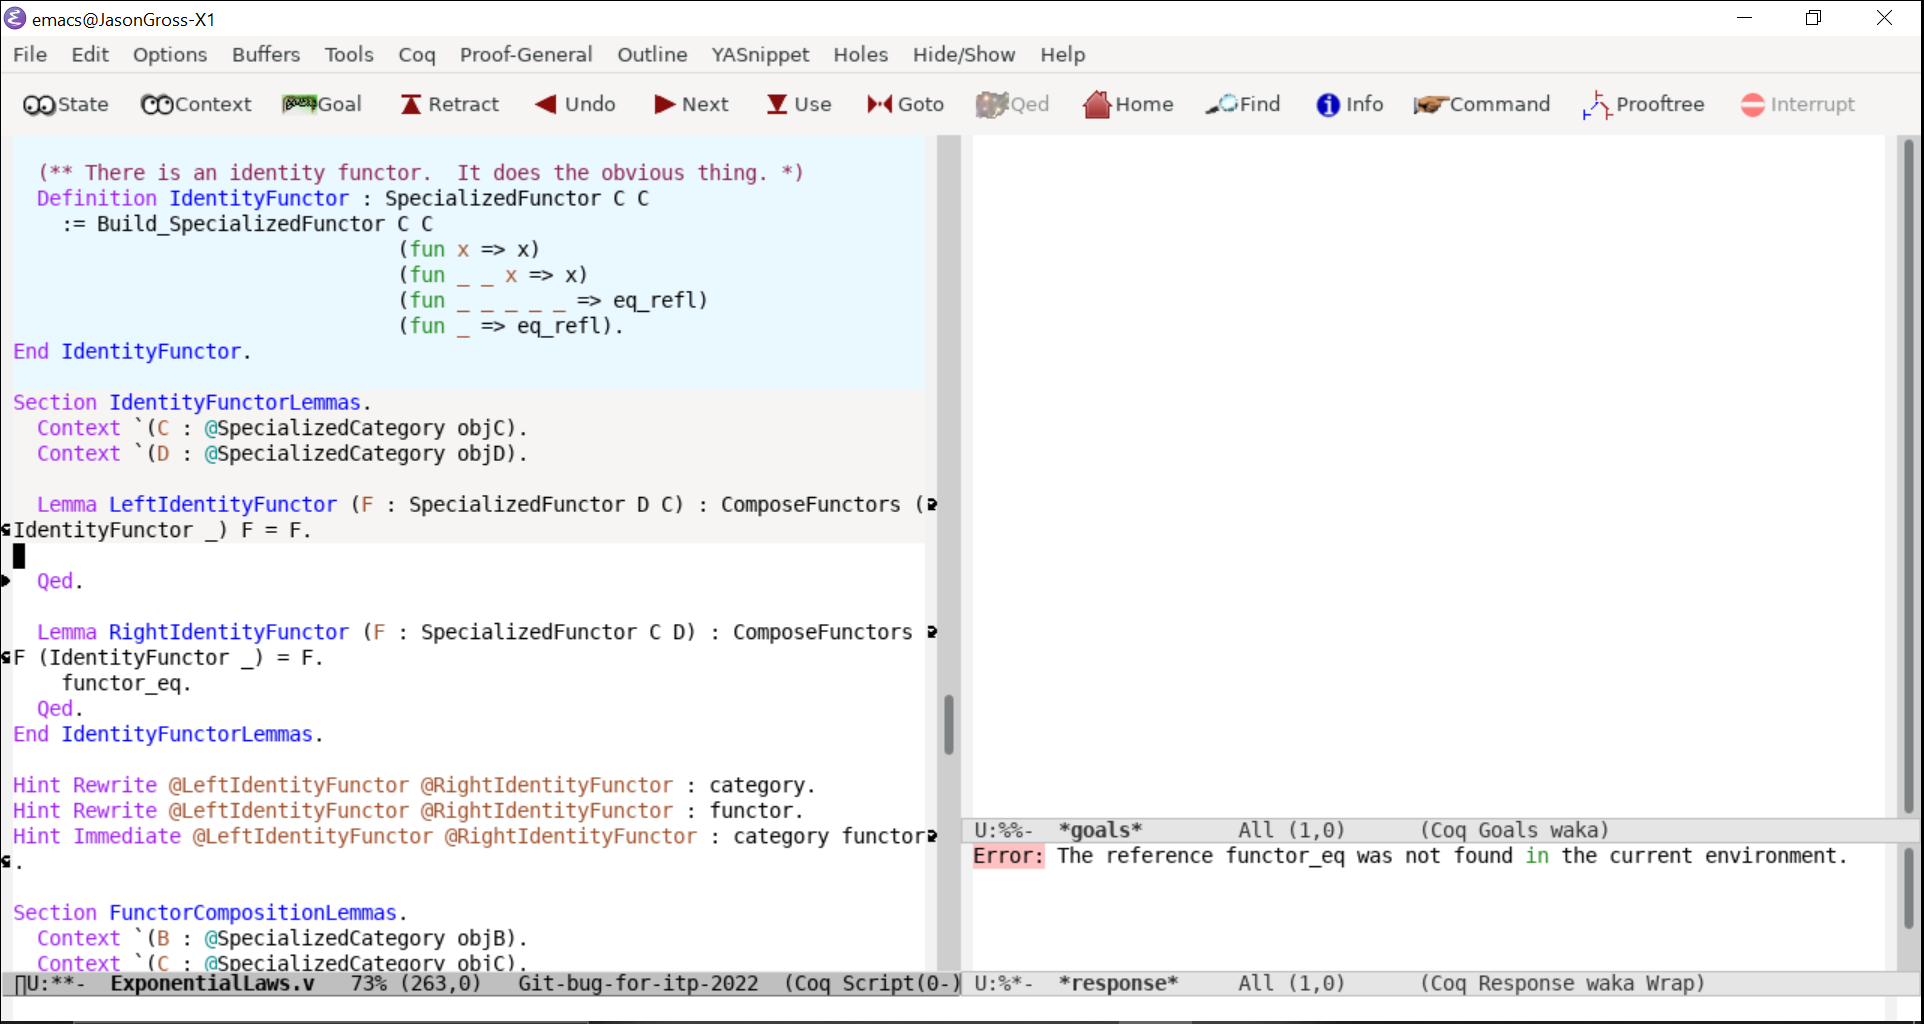 emacs@JasonGross-X1
File Edit Options Buffers Tools Coq Proof-General Outline YASnippet Holes Hide/Show Help
State Context Goal Retract Undo Next Use Goto Qed Home Find Info Command Prooftree Interrupt
(** There is an identity functor.  It does the obvious thing. *)
Definition IdentityFunctor : SpecializedFunctor C C
:= Build_SpecializedFunctor C C
(fun x => x)
(fun _ _ x => x)
(fun _ _ _ _ _ => eq_refl)
(fun _ => eq_refl).
End IdentityFunctor.
Section IdentityFunctorLemmas.
Context `(C : @SpecializedCategory objC).
Context `(D : @SpecializedCategory objD).
Lemma LeftIdentityFunctor (F : SpecializedFunctor D C) : ComposeFunctors (
IdentityFunctor _) F = F.
Qed.
Lemma RightIdentityFunctor (F : SpecializedFunctor C D) : ComposeFunctors
F (IdentityFunctor _) = F.
functor_eq.
Qed.
End IdentityFunctorLemmas.
Hint Rewrite @LeftIdentityFunctor @RightIdentityFunctor : category.
Hint Rewrite @LeftIdentityFunctor @RightIdentityFunctor : functor.
Hint Immediate @LeftIdentityFunctor @RightIdentityFunctor : category functor
.
Section FunctorCompositionLemmas.
Context `(B : @SpecializedCategory objB).
Context `(C : @SpecializedCategory objC).
U:**-  ExponentialLaws.v   73% (263,0)   Git-bug-for-itp-2022  (Coq Script(0-)
U:%%-  *goals*        All (1,0)      (Coq Goals waka)
Error: The reference functor_eq was not found in the current environment.
U:%*-  *response*     All (1,0)      (Coq Response waka Wrap)